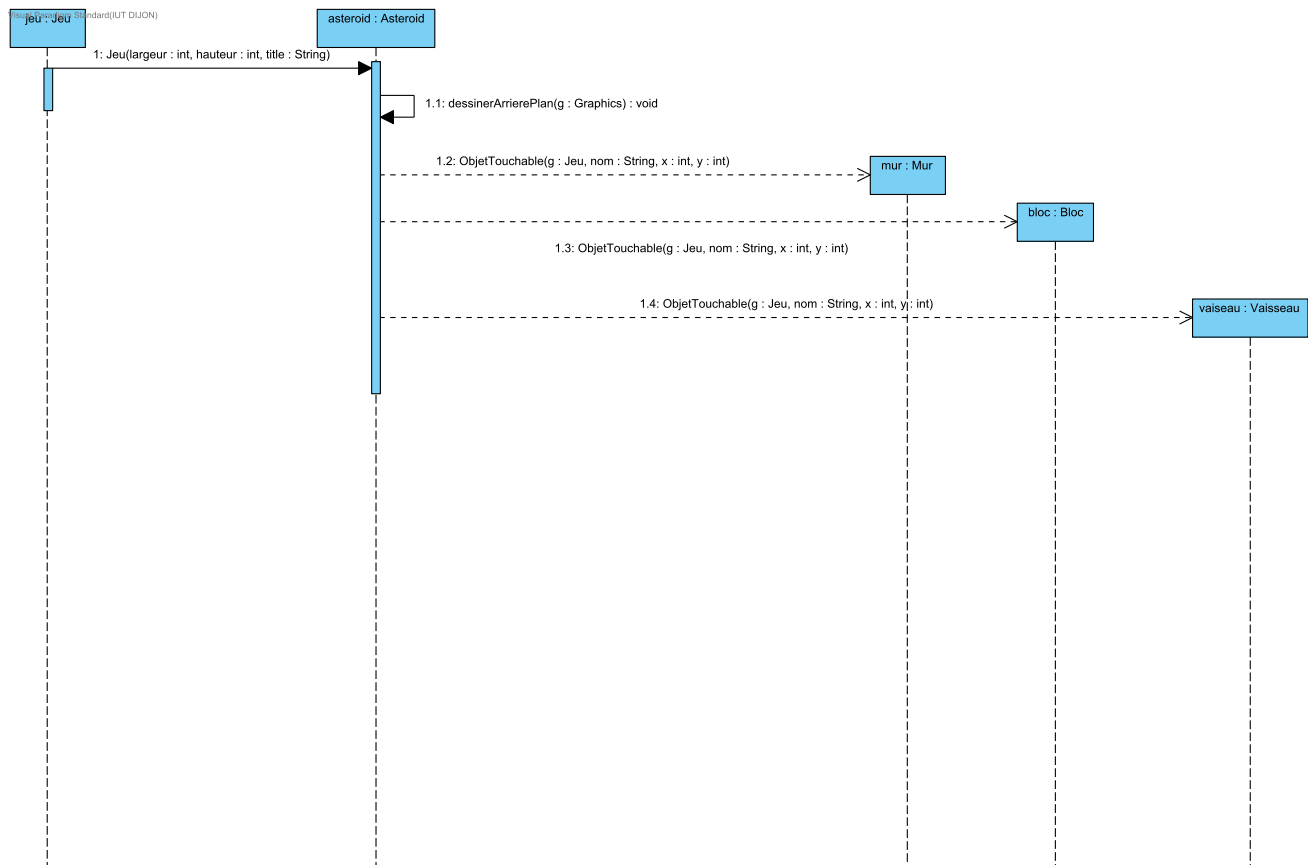 Visual Paradigm Standard(IUT DIJON)
jeu : Jeu
asteroid : Asteroid
1: Jeu(largeur : int, hauteur : int, title : String)
1.1: dessinerArrierePlan(g : Graphics) : void
1.2: ObjetTouchable(g : Jeu, nom : String, x : int, y : int)
mur : Mur
bloc : Bloc
1.3: ObjetTouchable(g : Jeu, nom : String, x : int, y : int)
1.4: ObjetTouchable(g : Jeu, nom : String, x : int, y : int)
vaiseau : Vaisseau